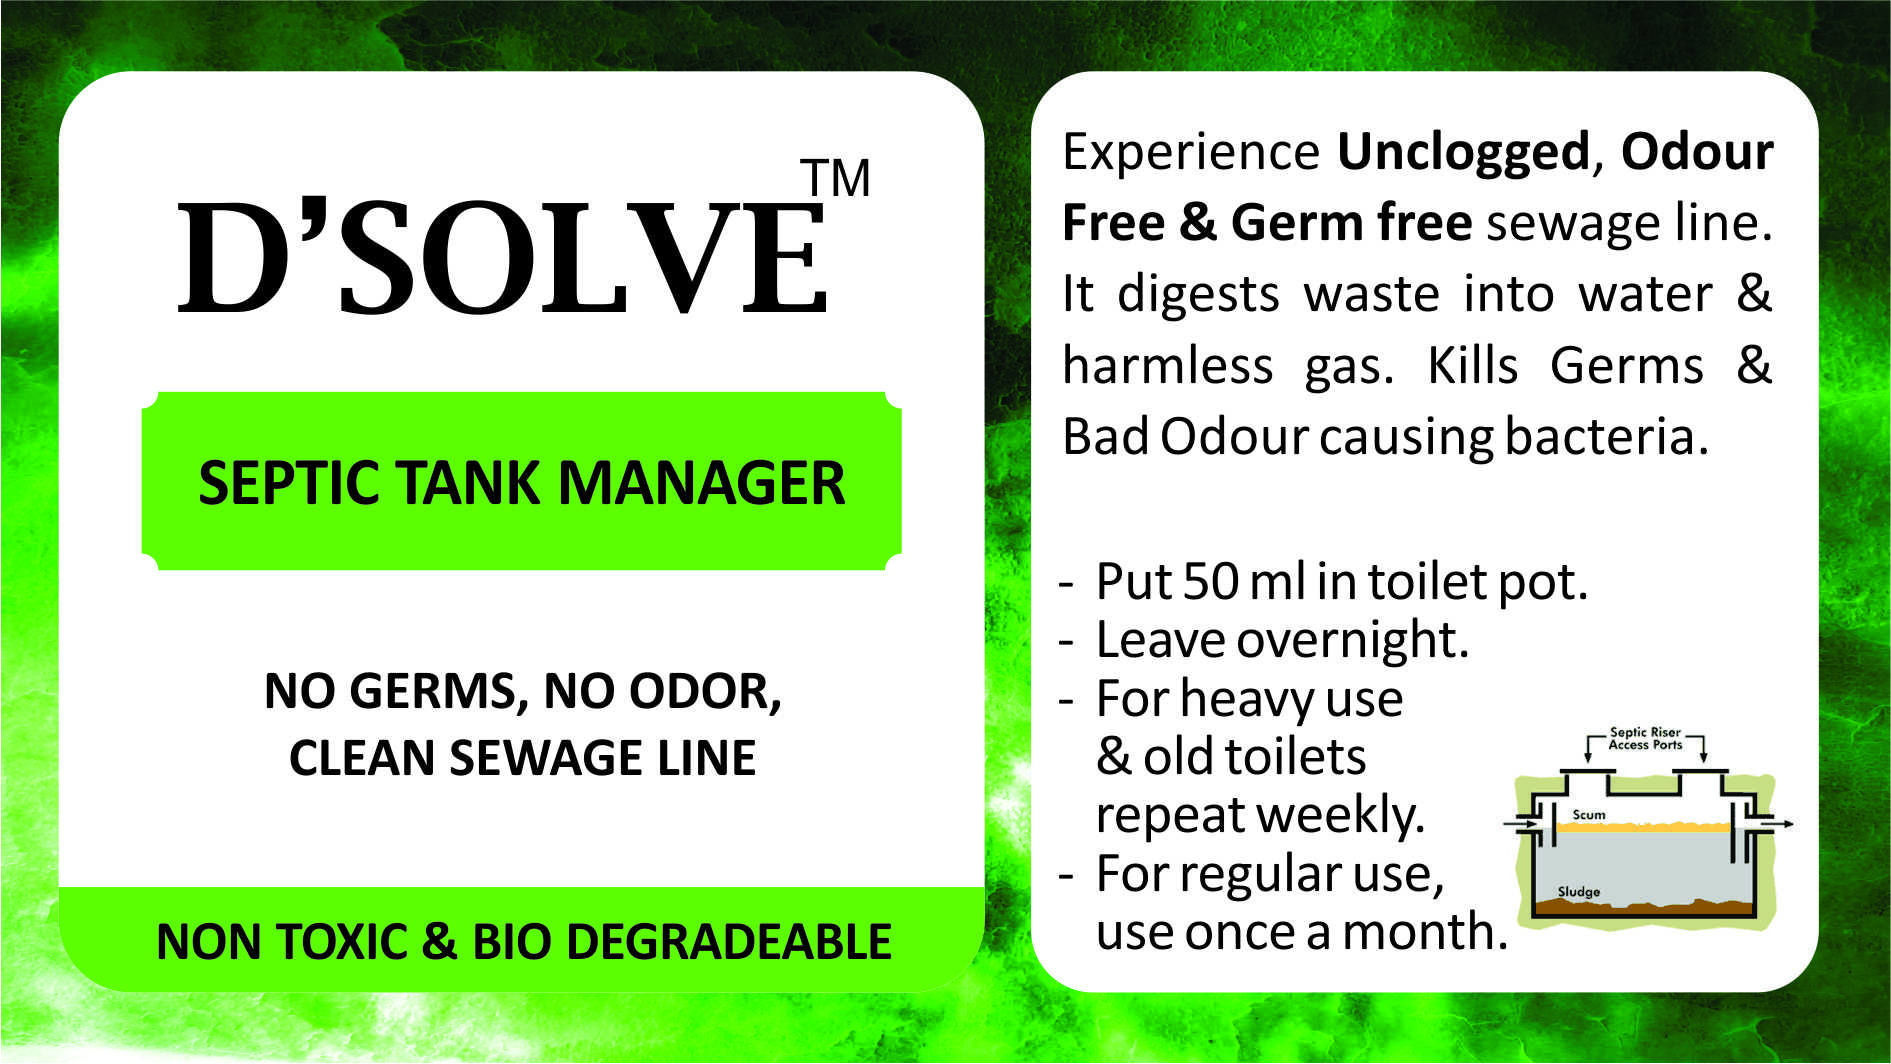 D’SOLVE™
SEPTIC TANK MANAGER
NO GERMS, NO ODOR,
CLEAN SEWAGE LINE
NON TOXIC & BIO DEGRADEABLE
Experience Unclogged, Odour
Free & Germ free sewage line.
It digests waste into water &
harmless gas. Kills Germs &
Bad Odour causing bacteria.
- Put 50 ml in toilet pot.
- Leave overnight.
- For heavy use
& old toilets
repeat weekly.
- For regular use,
use once a month.
Septic Riser
Access Ports
Scum
Sludge